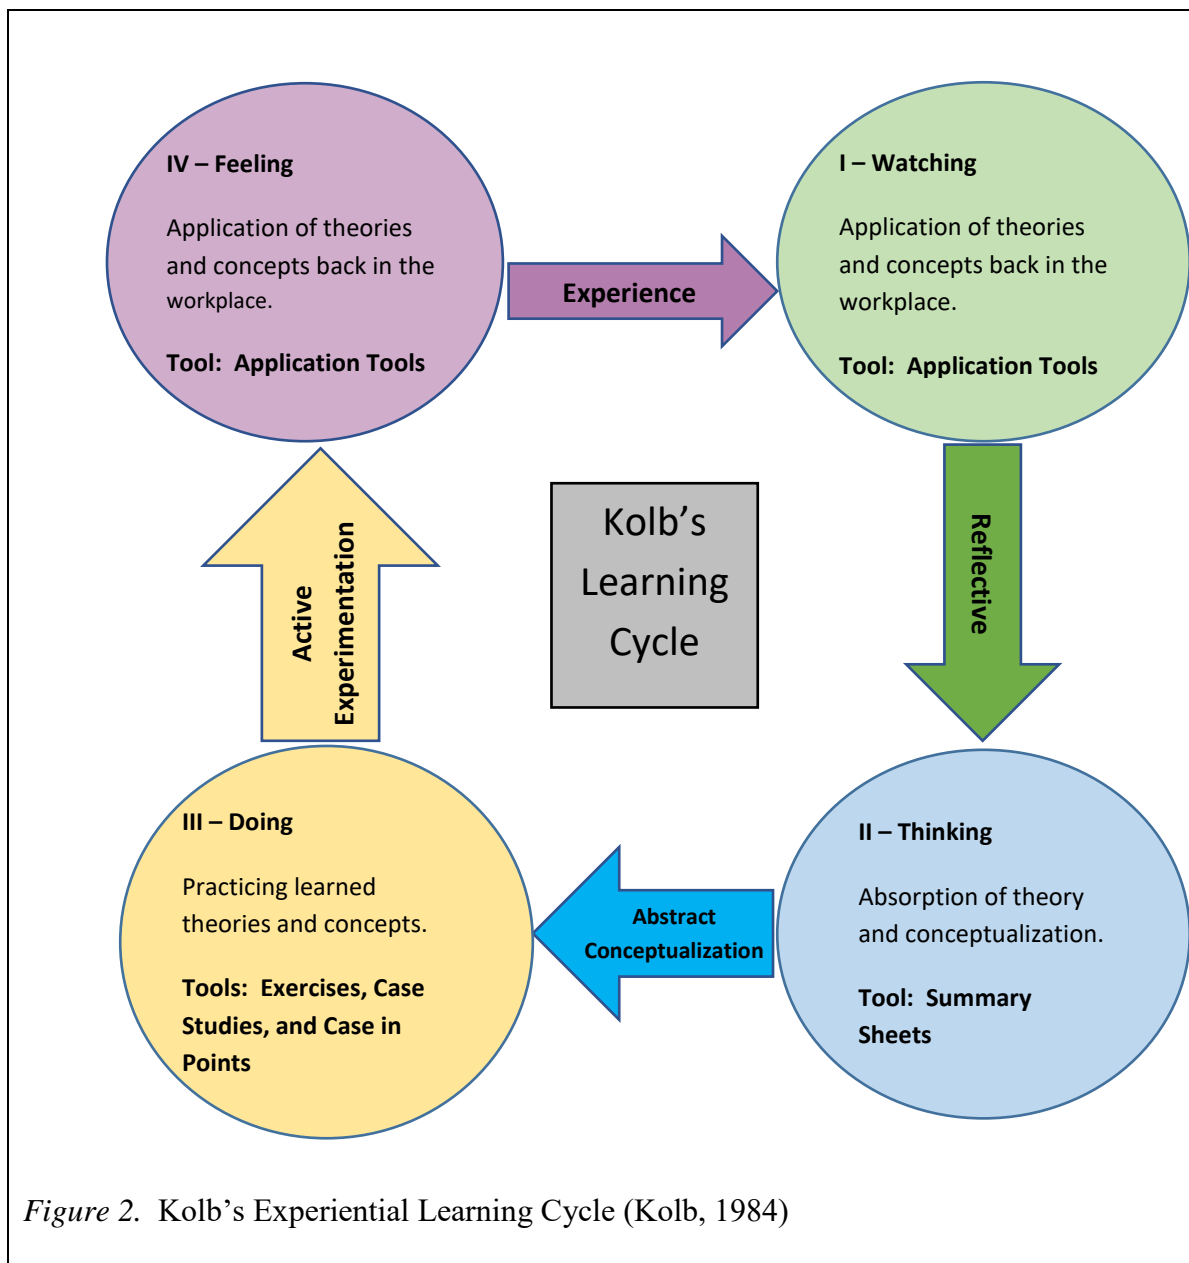 IV – Feeling
Application of theories
and concepts back in the
workplace.
Tool:  Application Tools
Experience
I – Watching
Application of theories
and concepts back in the
workplace.
Tool:  Application Tools
Reflective
Kolb’s
Learning
Cycle
Active
Experimentation
II – Thinking
Absorption of theory
and conceptualization.
Tool:  Summary
Sheets
Abstract
Conceptualization
III – Doing
Practicing learned
theories and concepts.
Tools:  Exercises, Case
Studies, and Case in
Points
Figure 2.  Kolb’s Experiential Learning Cycle (Kolb, 1984)